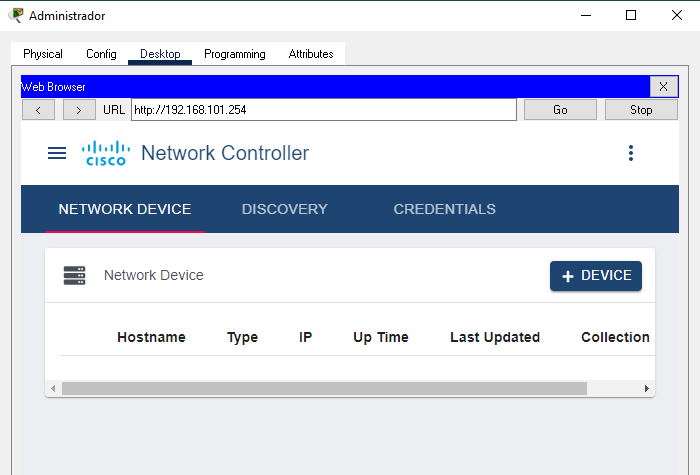 Administrador
Physical Config Desktop Programming Attributes
Web Browser X
< > URL http://192.168.101.254 Go Stop
CISCO Network Controller
NETWORK DEVICE DISCOVERY CREDENTIALS
Network Device + DEVICE
Hostname Type IP Up Time Last Updated Collection